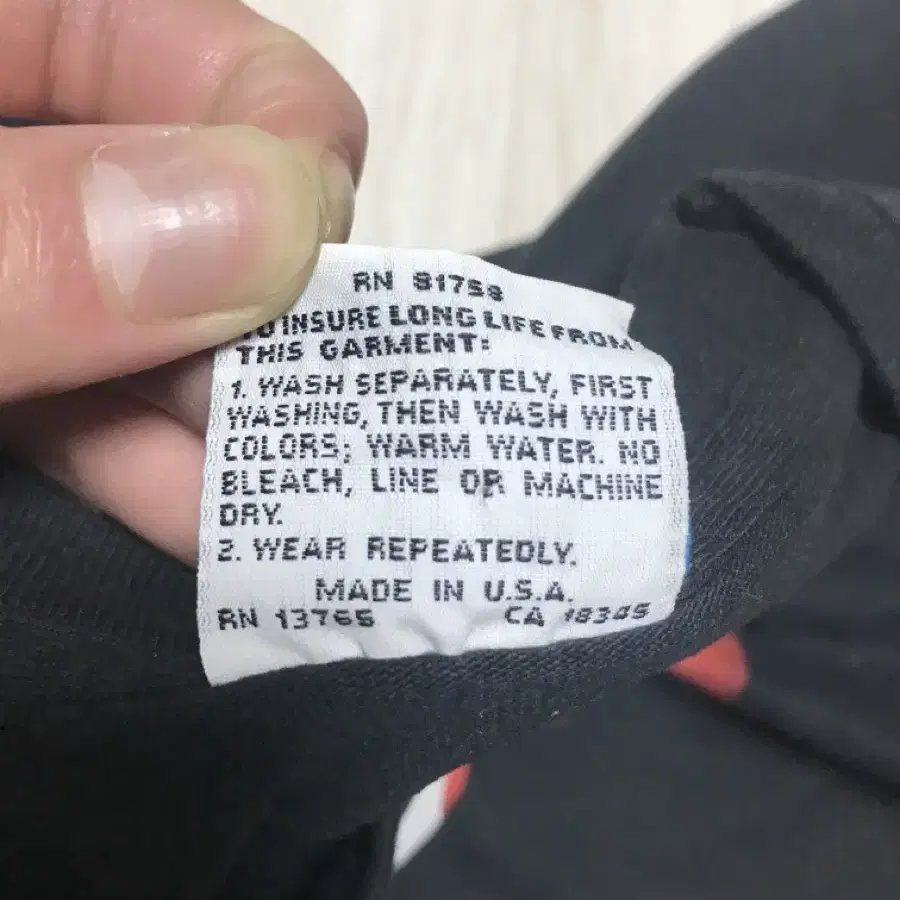 RN 81758
TO INSURE LONG LIFE FROM
THIS GARMENT:
1. WASH SEPARATELY, FIRST
WASHING, THEN WASH WITH
COLORS; WARM WATER. NO
BLEACH, LINE OR MACHINE
DRY.
2. WEAR REPEATEDLY.
MADE IN U.S.A.
RN 13765 CA 18345